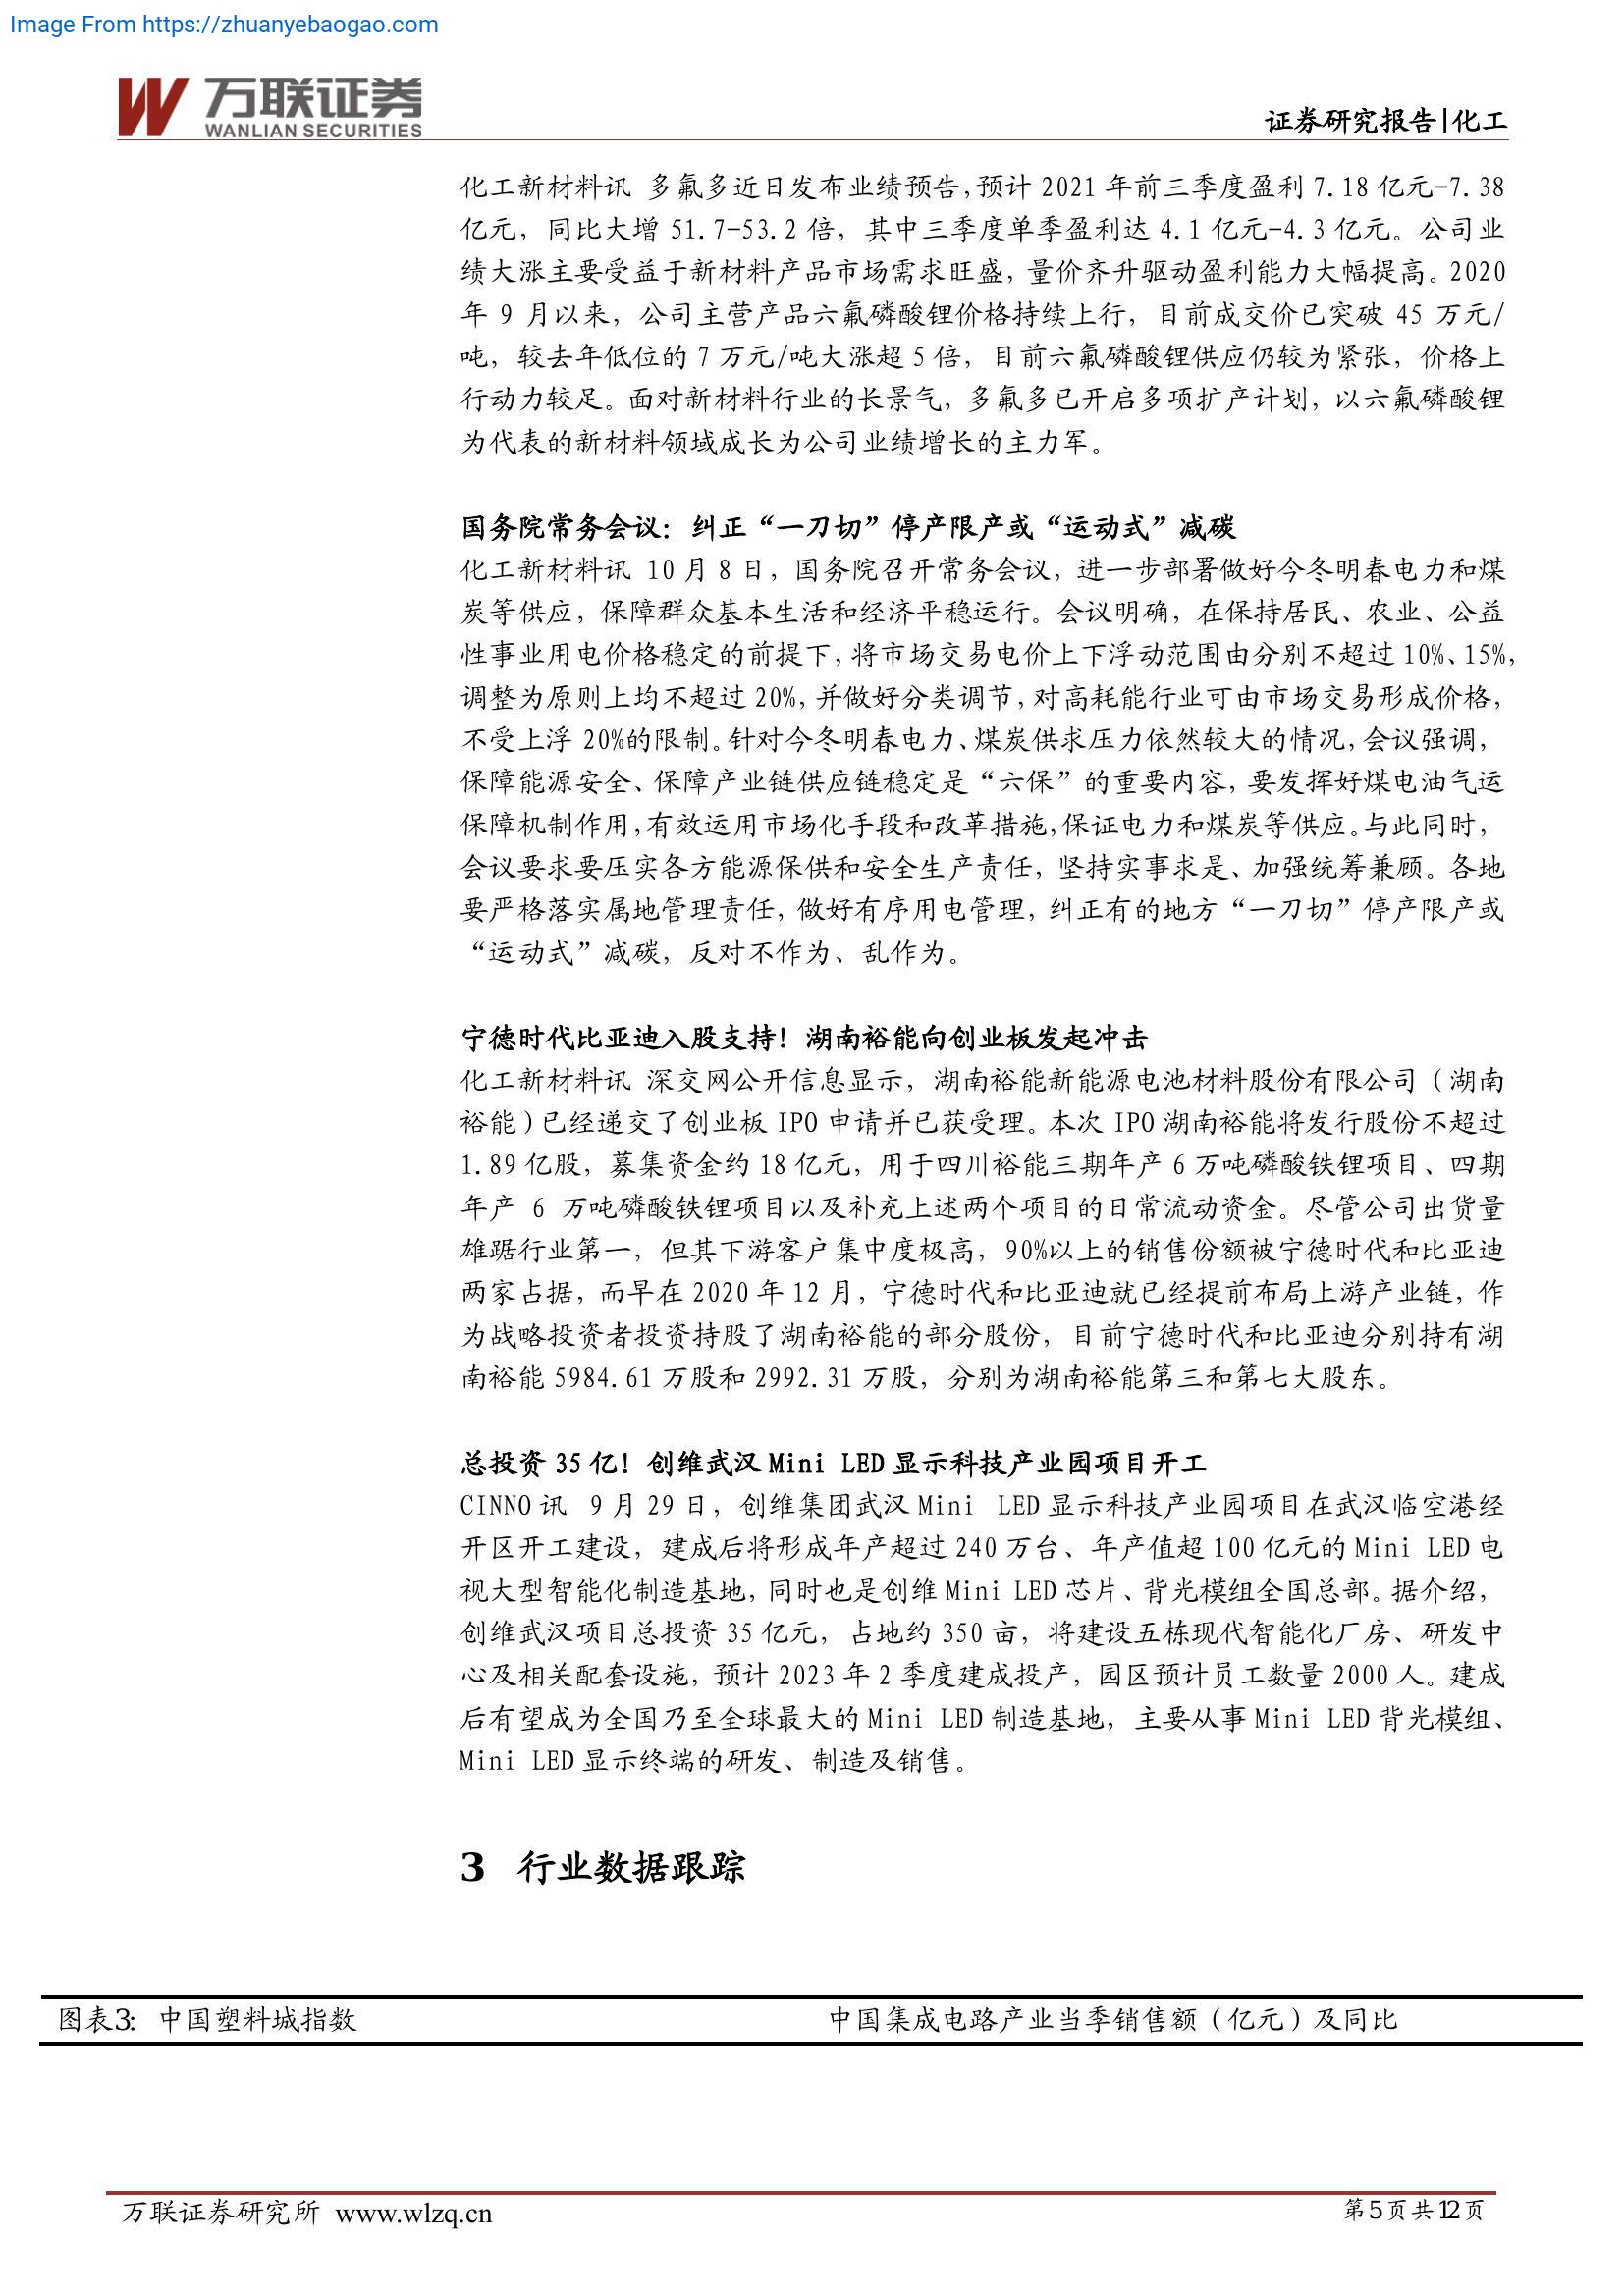 Image From https://zhuanyebaogao.com
万联证券
WANLIAN SECURITIES
证券研究报告|化工
化工新材料讯 多氟多近日发布业绩预告，预计 2021 年前三季度盈利 7.18 亿元-7.38
亿元，同比大增 51.7-53.2 倍，其中三季度单季盈利达 4.1 亿元-4.3 亿元。公司业
绩大涨主要受益于新材料产品市场需求旺盛，量价齐升驱动盈利能力大幅提高。2020
年 9 月以来，公司主营产品六氟磷酸锂价格持续上行，目前成交价已突破 45 万元/
吨，较去年低位的 7 万元/吨大涨超 5 倍，目前六氟磷酸锂供应仍较为紧张，价格上
行动力较足。面对新材料行业的长景气，多氟多已开启多项扩产计划，以六氟磷酸锂
为代表的新材料领域成长为公司业绩增长的主力军。
国务院常务会议：纠正“一刀切”停产限产或“运动式”减碳
化工新材料讯 10 月 8 日，国务院召开常务会议，进一步部署做好今冬明春电力和煤
炭等供应，保障群众基本生活和经济平稳运行。会议明确，在保持居民、农业、公益
性事业用电价格稳定的前提下，将市场交易电价上下浮动范围由分别不超过 10%、15%，
调整为原则上均不超过 20%，并做好分类调节，对高耗能行业可由市场交易形成价格，
不受上浮 20%的限制。针对今冬明春电力、煤炭供求压力依然较大的情况，会议强调，
保障能源安全、保障产业链供应链稳定是“六保”的重要内容，要发挥好煤电油气运
保障机制作用，有效运用市场化手段和改革措施，保证电力和煤炭等供应。与此同时，
会议要求要压实各方能源保供和安全生产责任，坚持实事求是、加强统筹兼顾。各地
要严格落实属地管理责任，做好有序用电管理，纠正有的地方“一刀切”停产限产或
“运动式”减碳，反对不作为、乱作为。
宁德时代比亚迪入股支持！湖南裕能向创业板发起冲击
化工新材料讯 深交网公开信息显示，湖南裕能新能源电池材料股份有限公司（湖南
裕能）已经递交了创业板 IPO 申请并已获受理。本次 IPO 湖南裕能将发行股份不超过
1.89 亿股，募集资金约 18 亿元，用于四川裕能三期年产 6 万吨磷酸铁锂项目、四期
年产 6 万吨磷酸铁锂项目以及补充上述两个项目的日常流动资金。尽管公司出货量
雄踞行业第一，但其下游客户集中度极高，90%以上的销售份额被宁德时代和比亚迪
两家占据，而早在 2020 年 12 月，宁德时代和比亚迪就已经提前布局上游产业链，作
为战略投资者投资持股了湖南裕能的部分股份，目前宁德时代和比亚迪分别持有湖
南裕能 5984.61 万股和 2992.31 万股，分别为湖南裕能第三和第七大股东。
总投资 35 亿！创维武汉 Mini LED 显示科技产业园项目开工
CINNO 讯 9 月 29 日，创维集团武汉 Mini LED 显示科技产业园项目在武汉临空港经
开区开工建设，建成后将形成年产超过 240 万台、年产值超 100 亿元的 Mini LED 电
视大型智能化制造基地，同时也是创维 Mini LED 芯片、背光模组全国总部。据介绍，
创维武汉项目总投资 35 亿元，占地约 350 亩，将建设五栋现代智能化厂房、研发中
心及相关配套设施，预计 2023 年 2 季度建成投产，园区预计员工数量 2000 人。建成
后有望成为全国乃至全球最大的 Mini LED 制造基地，主要从事 Mini LED 背光模组、
Mini LED 显示终端的研发、制造及销售。
3 行业数据跟踪
图表3: 中国塑料城指数 中国集成电路产业当季销售额（亿元）及同比
万联证券研究所 www.wlzq.cn 第5页共12页